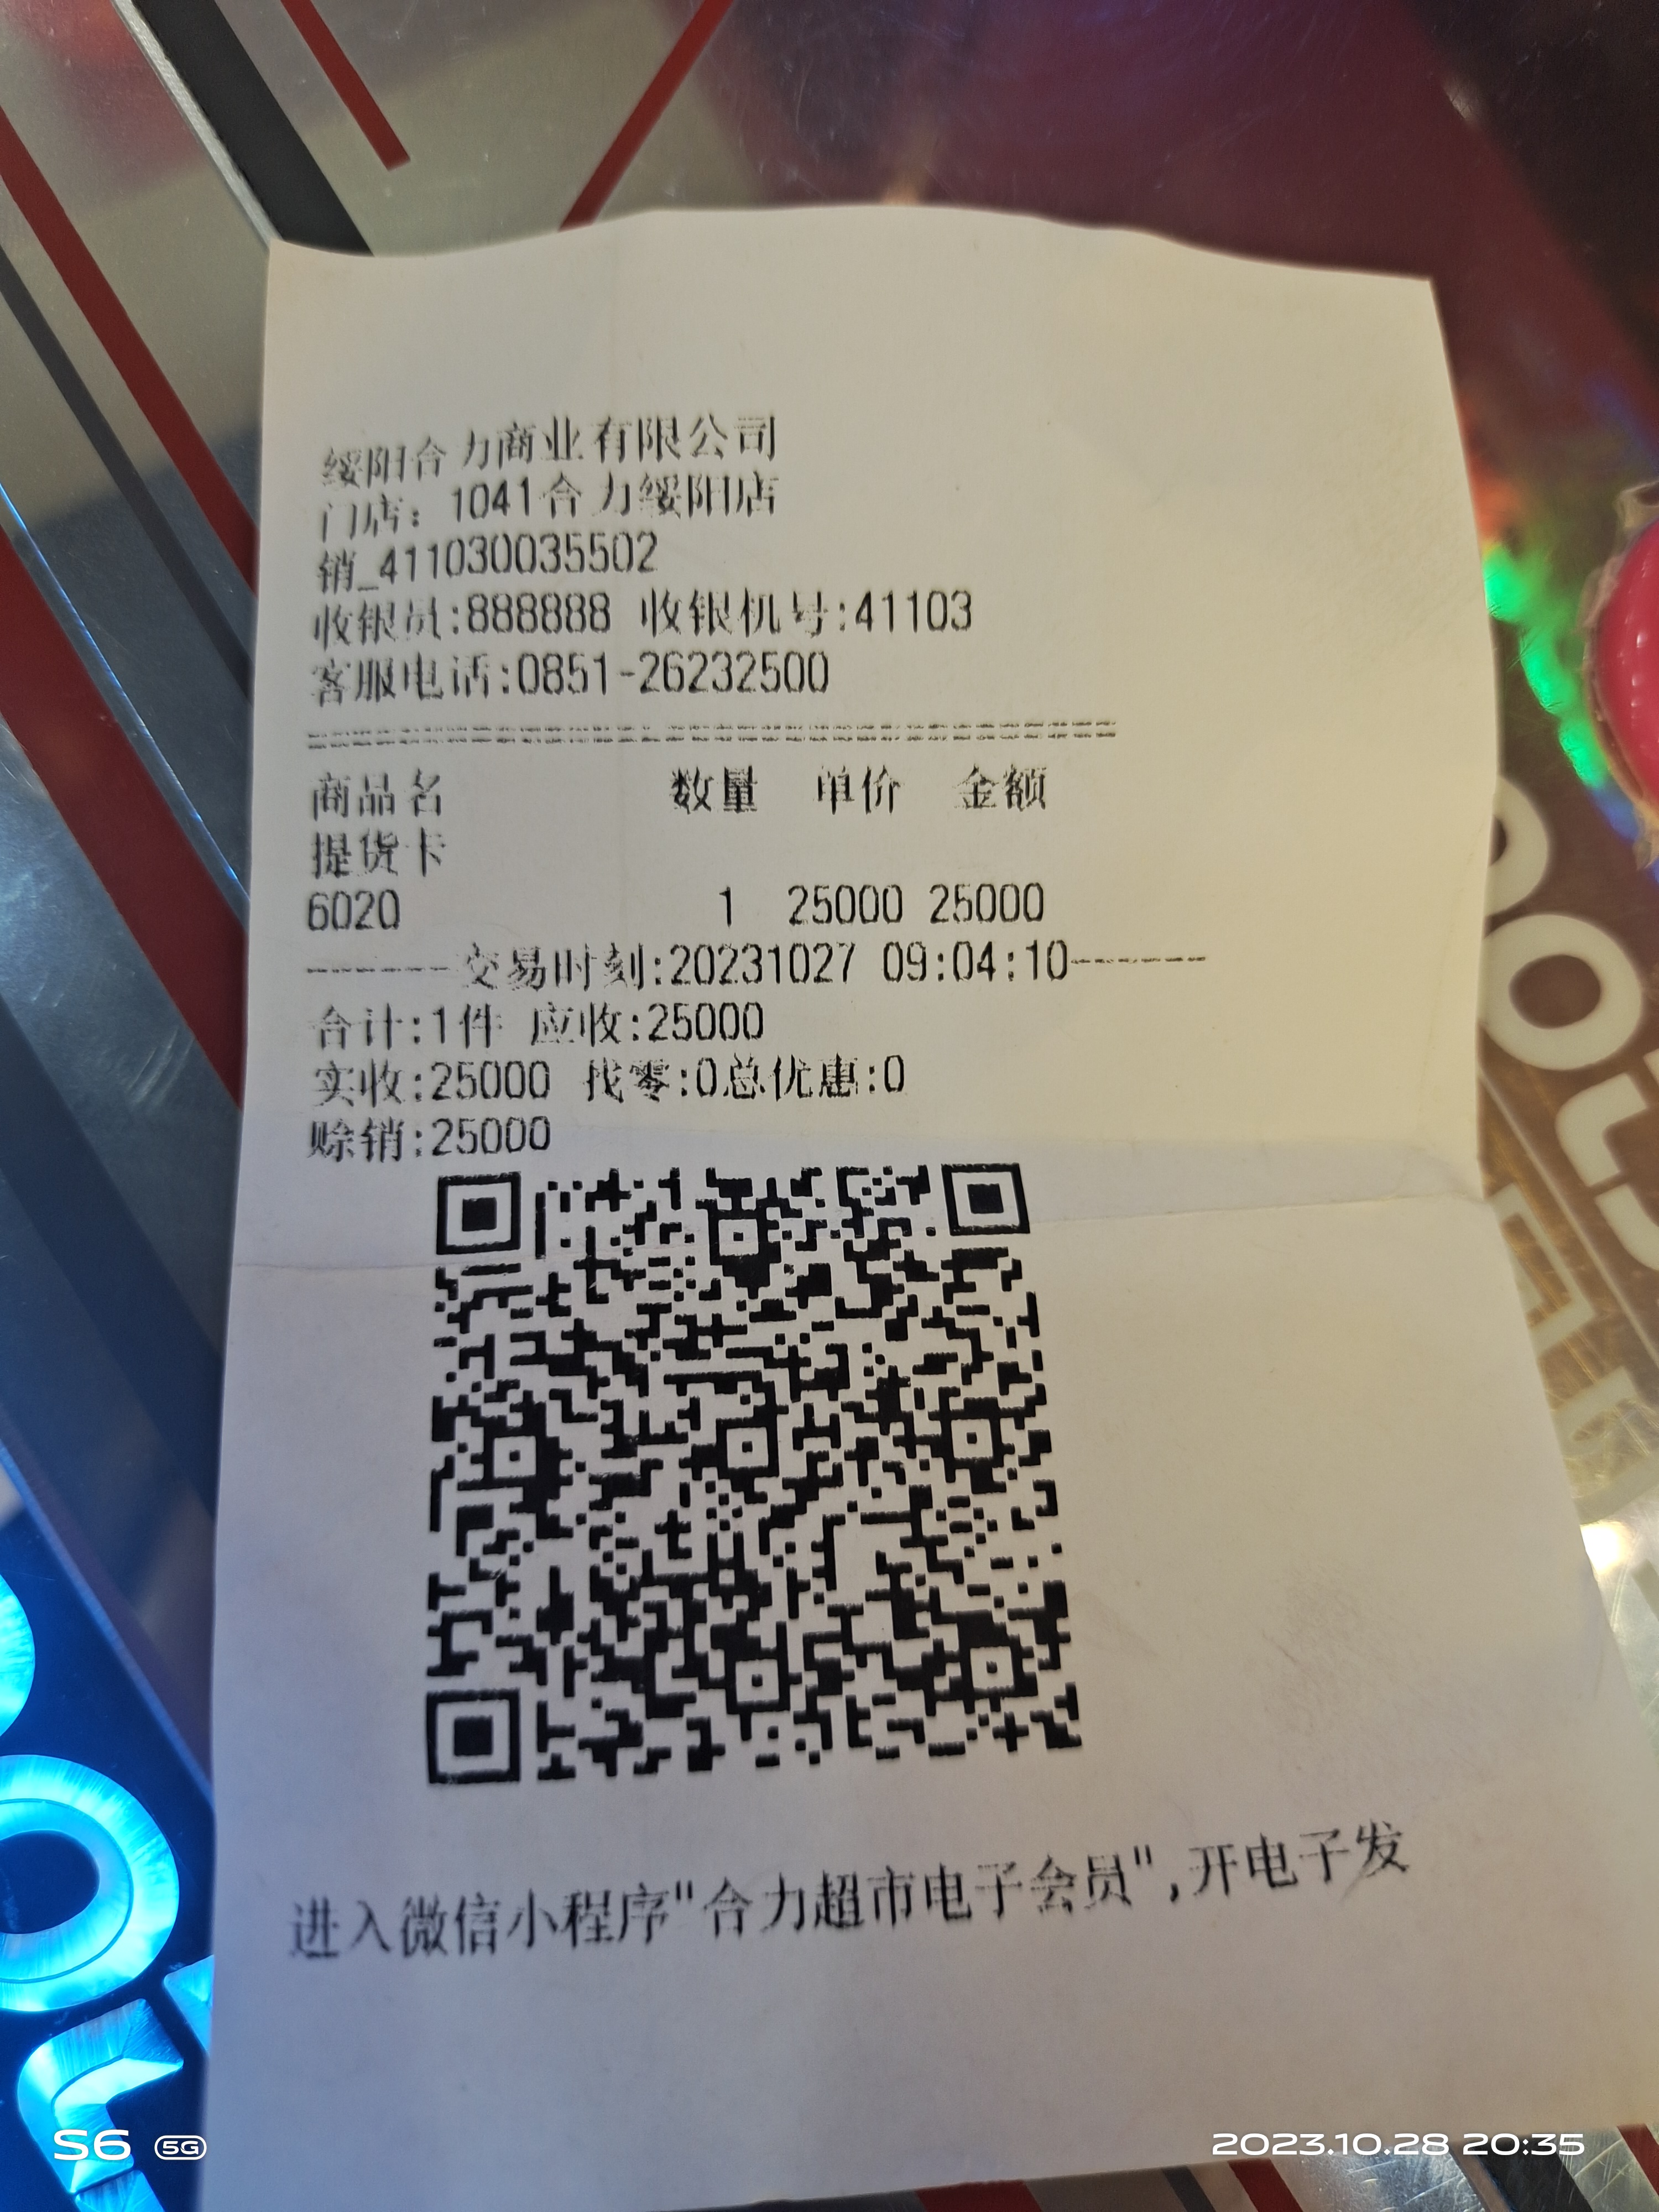 绥阳合力商业有限公司
门店：1041合力绥阳店
销_411030035502
收银员:888888 收银机号:41103
客服电话:0851-26232500
商品名 数量 单价 金额
提货卡
6020 1 25000 25000
-------交易时刻:20231027 09:04:10-------
合计:1件 应收:25000
实收:25000 找零:0总优惠:0
赊销:25000
进入微信小程序"合力超市电子会员",开电子发
S6 5G
2023.10.28 20:35